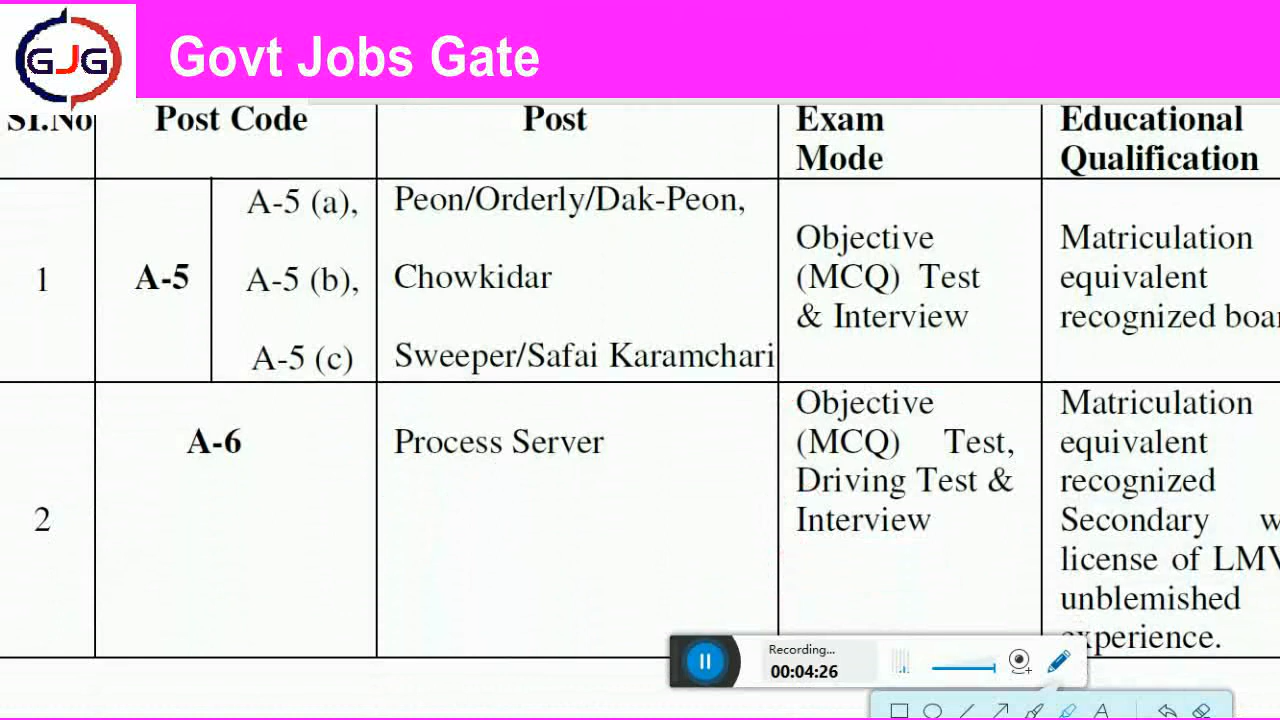 GJG
Govt Jobs Gate
SI.No Post Code Post Exam Mode Educational Qualification
1 A-5
A-5 (a), Peon/Orderly/Dak-Peon,
A-5 (b), Chowkidar
A-5 (c) Sweeper/Safai Karamchari
Objective
(MCQ) Test
& Interview
Matriculation
equivalent
recognized
2 A-6 Process Server
Objective
(MCQ) Test,
Driving Test &
Interview
Matriculation
equivalent
recognized
Secondary
license of LMV
unblemished
experience.
Recording...
00:04:26
A